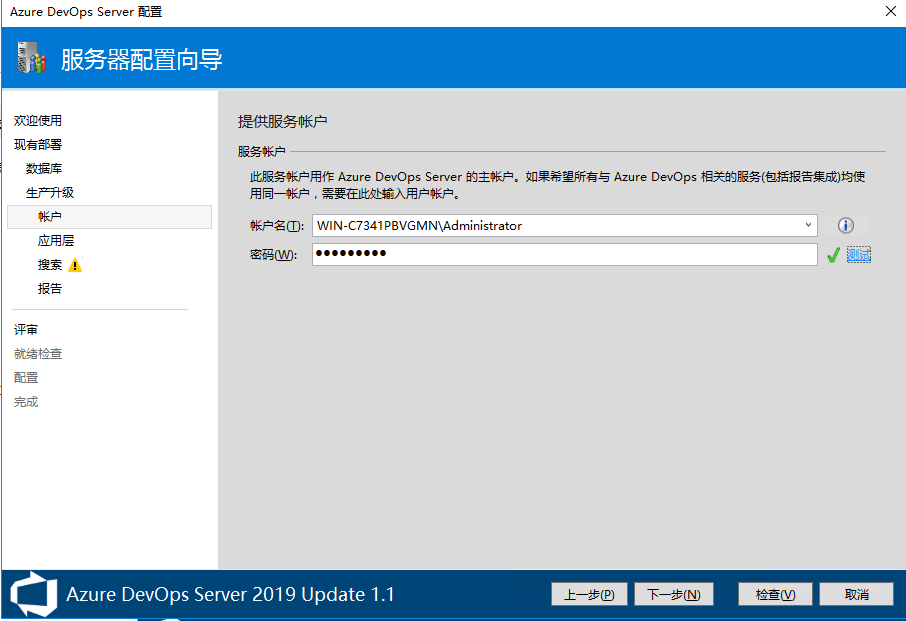 Azure DevOps Server 配置
服务器配置向导
欢迎使用
现有部署
数据库
生产升级
帐户
应用层
搜索
报告
评审
就绪检查
配置
完成
提供服务帐户
服务帐户
此服务帐户用作 Azure DevOps Server 的主帐户。如果希望所有与 Azure DevOps 相关的服务(包括报告集成)均使
用同一帐户，需要在此处输入用户帐户。
帐户名(T):
WIN-C7341PBVGMN\Administrator
密码(W):
●●●●●●●●●
测试
Azure DevOps Server 2019 Update 1.1
上一步(P)
下一步(N)
检查(V)
取消